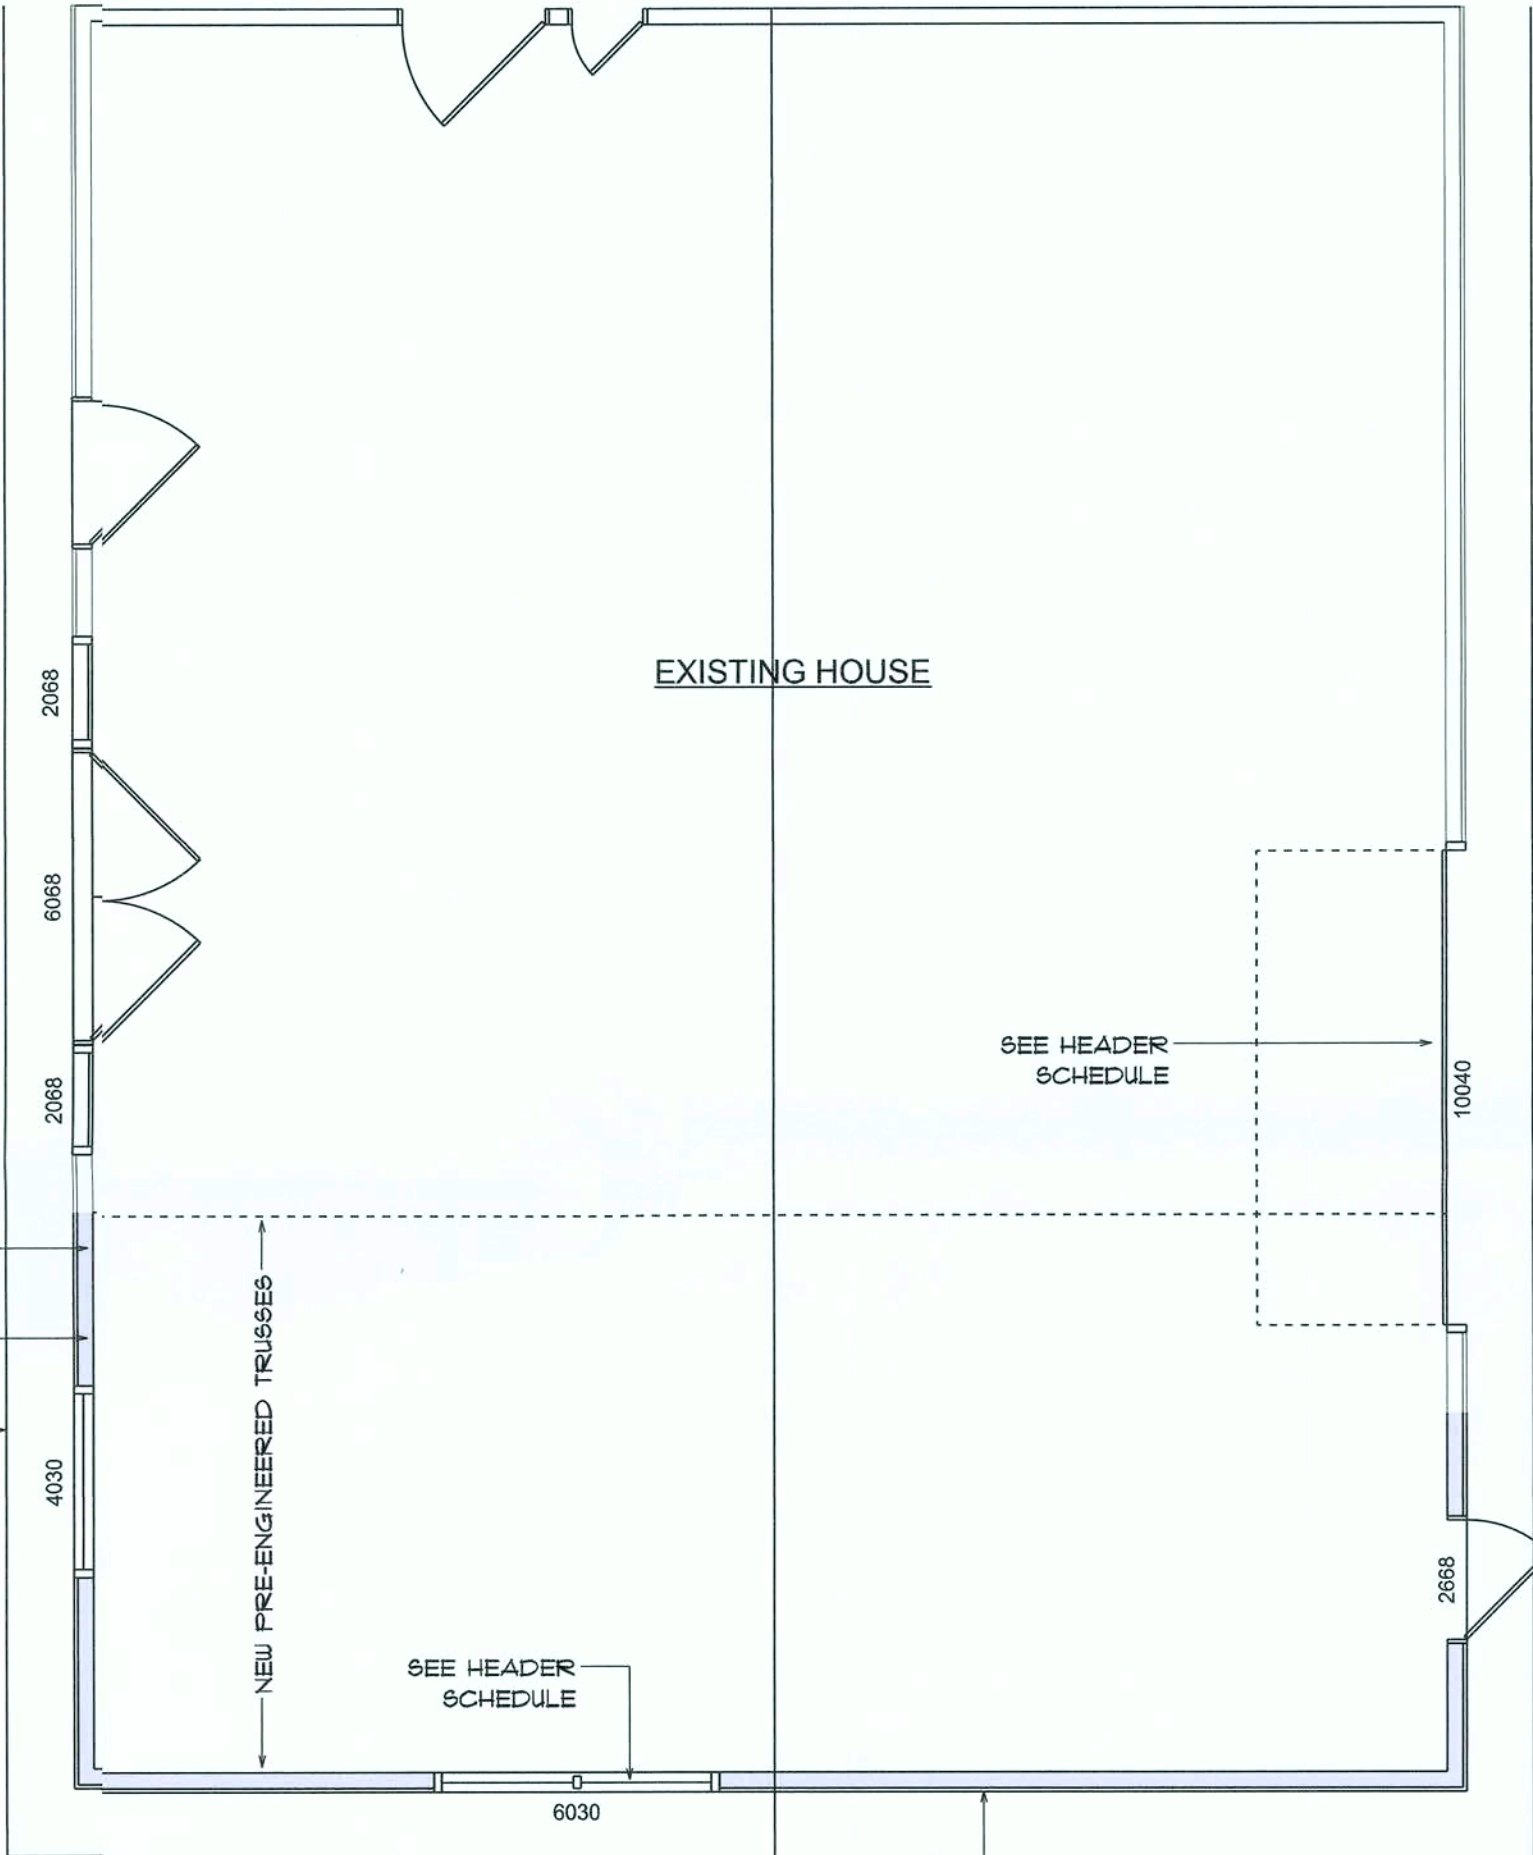 EXISTING HOUSE
2068
6068
2068
SEE HEADER
SCHEDULE
10040
NEW PRE-ENGINEERED TRUSSES
4030
2668
SEE HEADER
SCHEDULE
6030